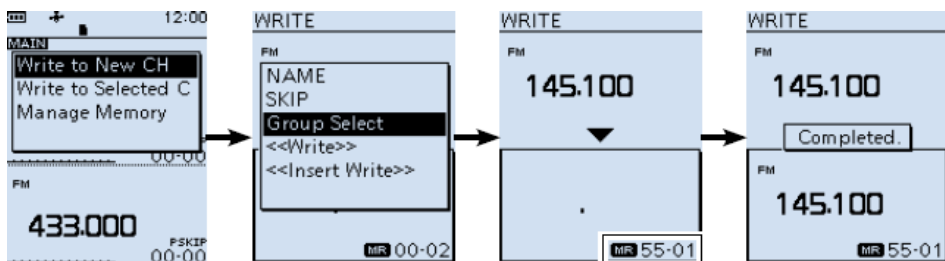 12:00
MAIN
Write to New CH
Write to Selected C
Manage Memory
00-00
FM
433.000
PSKIP
00-00
WRITE
FM
NAME
SKIP
Group Select
<<Write>>
<<Insert Write>>
MR 00-02
WRITE
FM
145.100
MR 55-01
WRITE
FM
145.100
Completed.
FM
145.100
MR 55-01